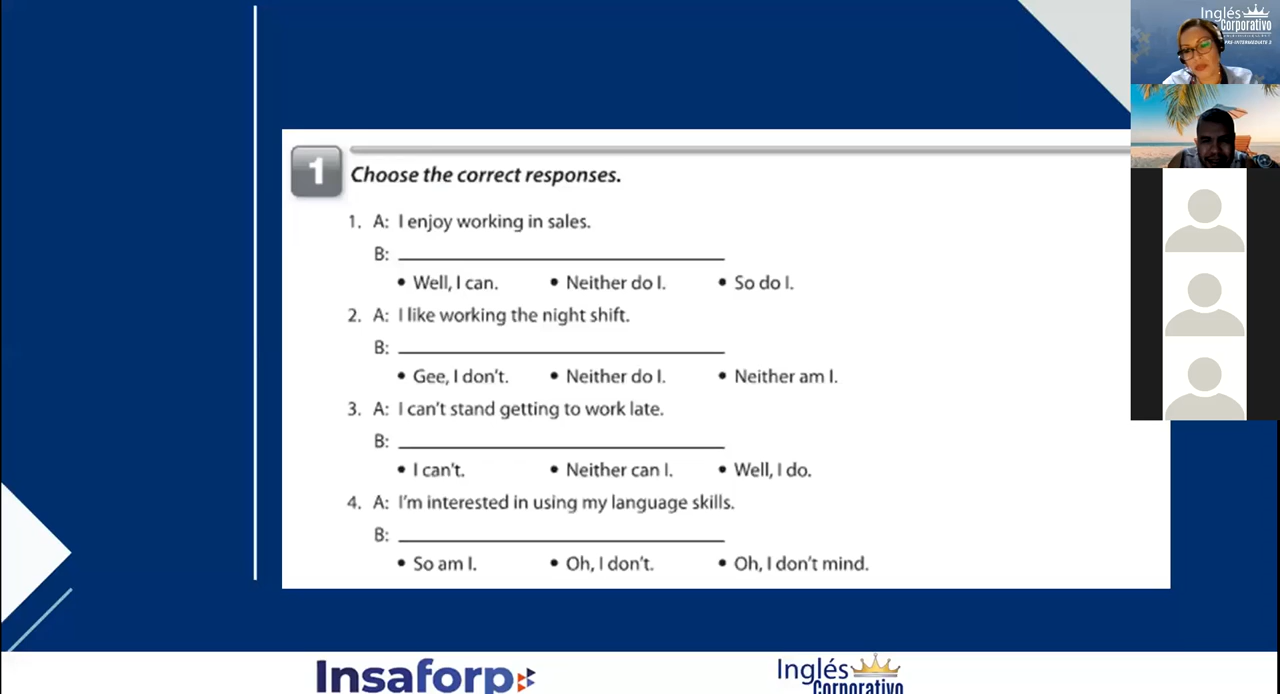 Inglés
Corporativo
PRE-INTERMEDIATE 2
1
Choose the correct responses.
1. A: I enjoy working in sales.
B: 
• Well, I can. • Neither do I. • So do I.
2. A: I like working the night shift.
B: 
• Gee, I don't. • Neither do I. • Neither am I.
3. A: I can't stand getting to work late.
B: 
• I can't. • Neither can I. • Well, I do.
4. A: I'm interested in using my language skills.
B: 
• So am I. • Oh, I don't. • Oh, I don't mind.
Insaforp
Inglés
Corporativo